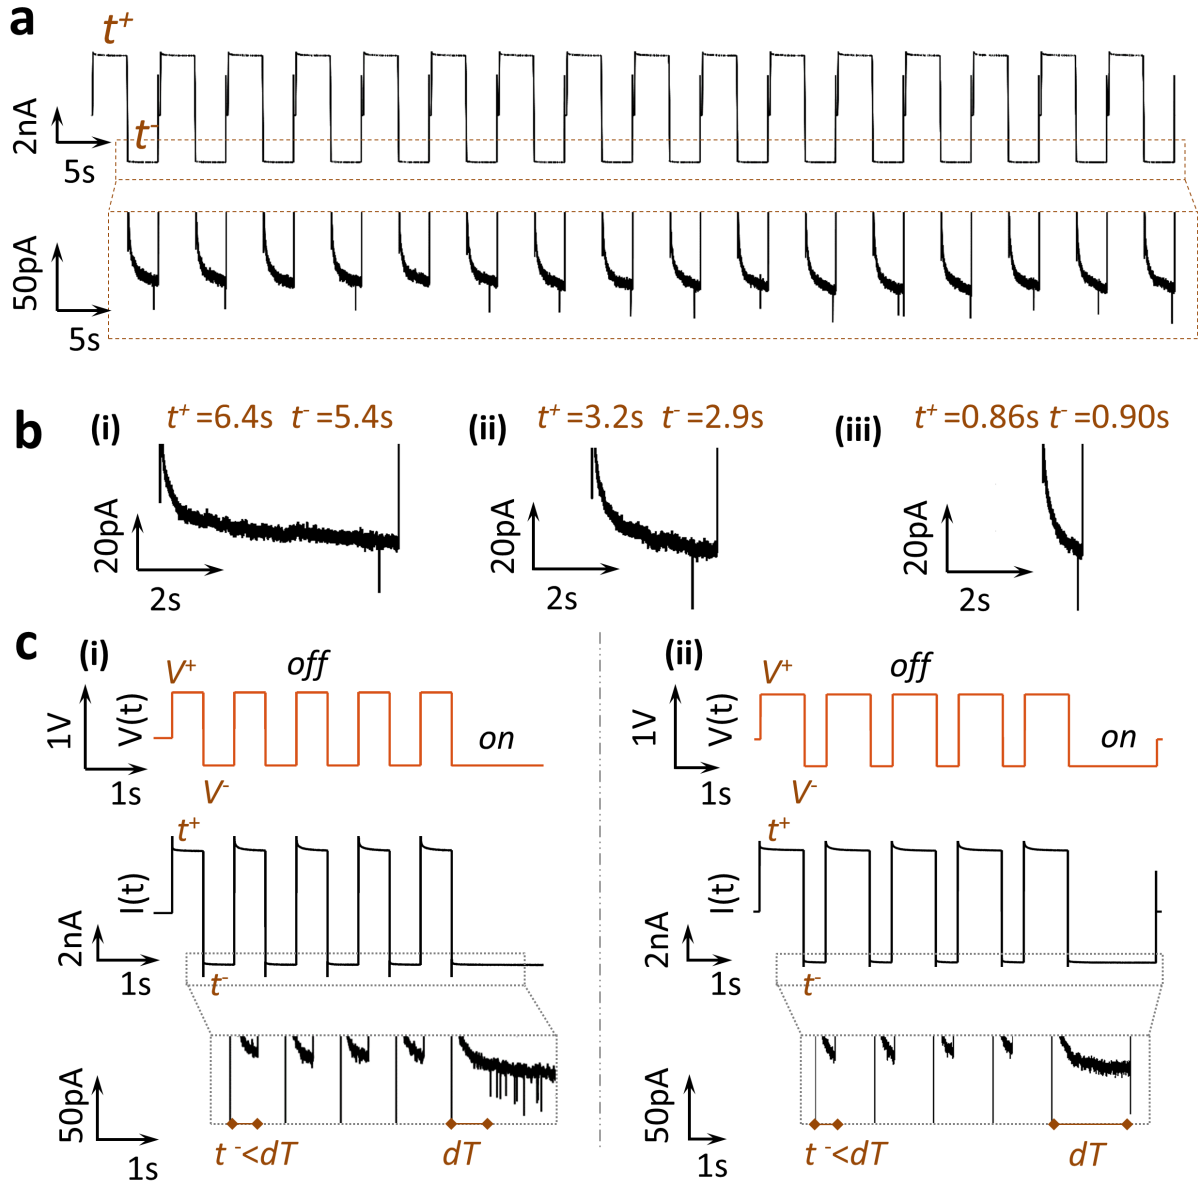 a
t+
2nA
t-
5s
50pA
5s
b
(i)
t+ =6.4s t- =5.4s
20pA
2s
(ii)
t+ =3.2s t- =2.9s
20pA
2s
(iii)
t+ =0.86s t- =0.90s
20pA
2s
c
(i)
V+
off
1V
V(t)
on
1s
V-
t+
I(t)
2nA
1s
t-
50pA
1s
t -<dT
dT
(ii)
V+
off
1V
V(t)
on
1s
V-
t+
I(t)
2nA
1s
t-
50pA
1s
t -<dT
dT